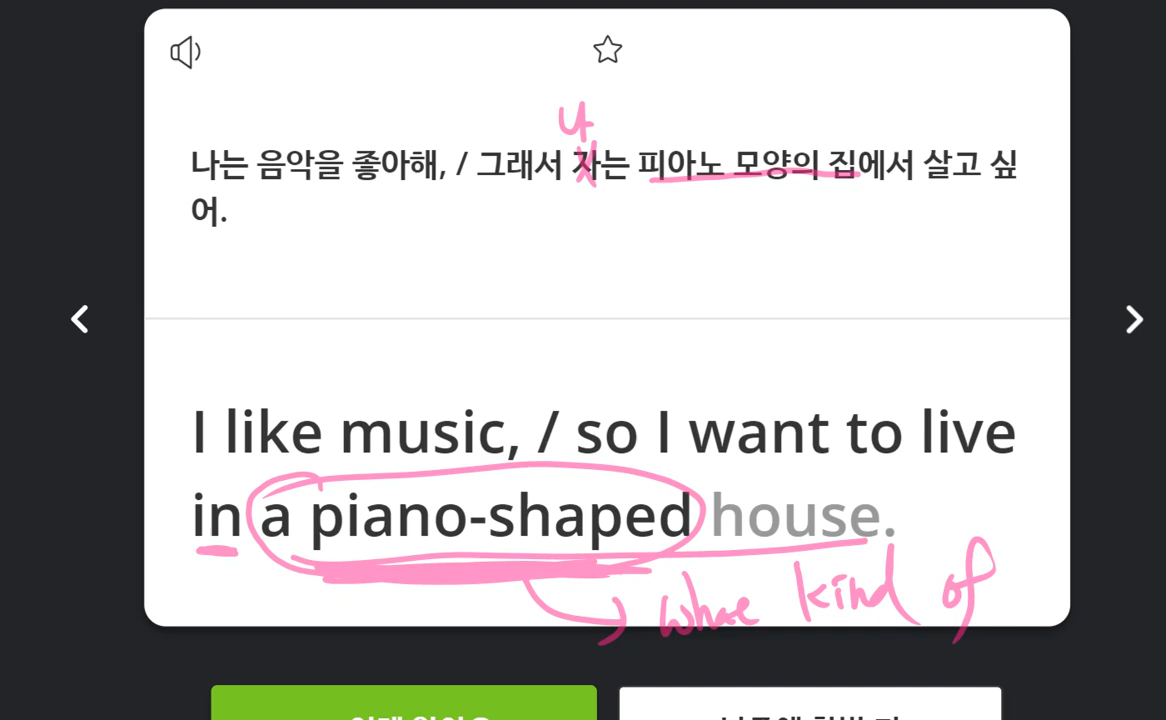 나
나는 음악을 좋아해, / 그래서 자는 피아노 모양의 집에서 살고 싶
어.
I like music, / so I want to live
in a piano-shaped house.
what kind of